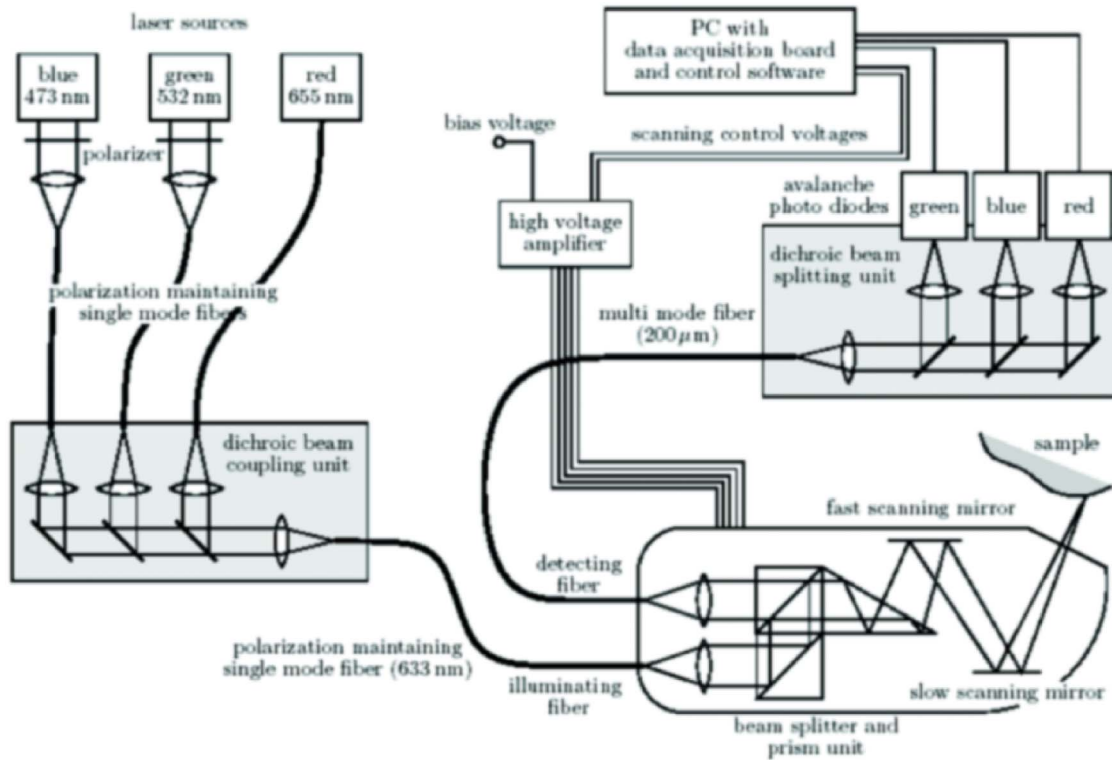 laser sources
blue
473 nm
green
532 nm
red
655 nm
polarizer
polarization maintaining
single mode fibers
dichroic beam
coupling unit
polarization maintaining
single mode fiber (633 nm)
bias voltage
high voltage
amplifier
PC with
data acquisition board
and control software
scanning control voltages
avalanche
photo diodes
green
blue
red
dichroic beam
splitting unit
multi mode fiber
(200 μm)
sample
fast scanning mirror
detecting
fiber
illuminating
fiber
slow scanning mirror
beam splitter and
prism unit